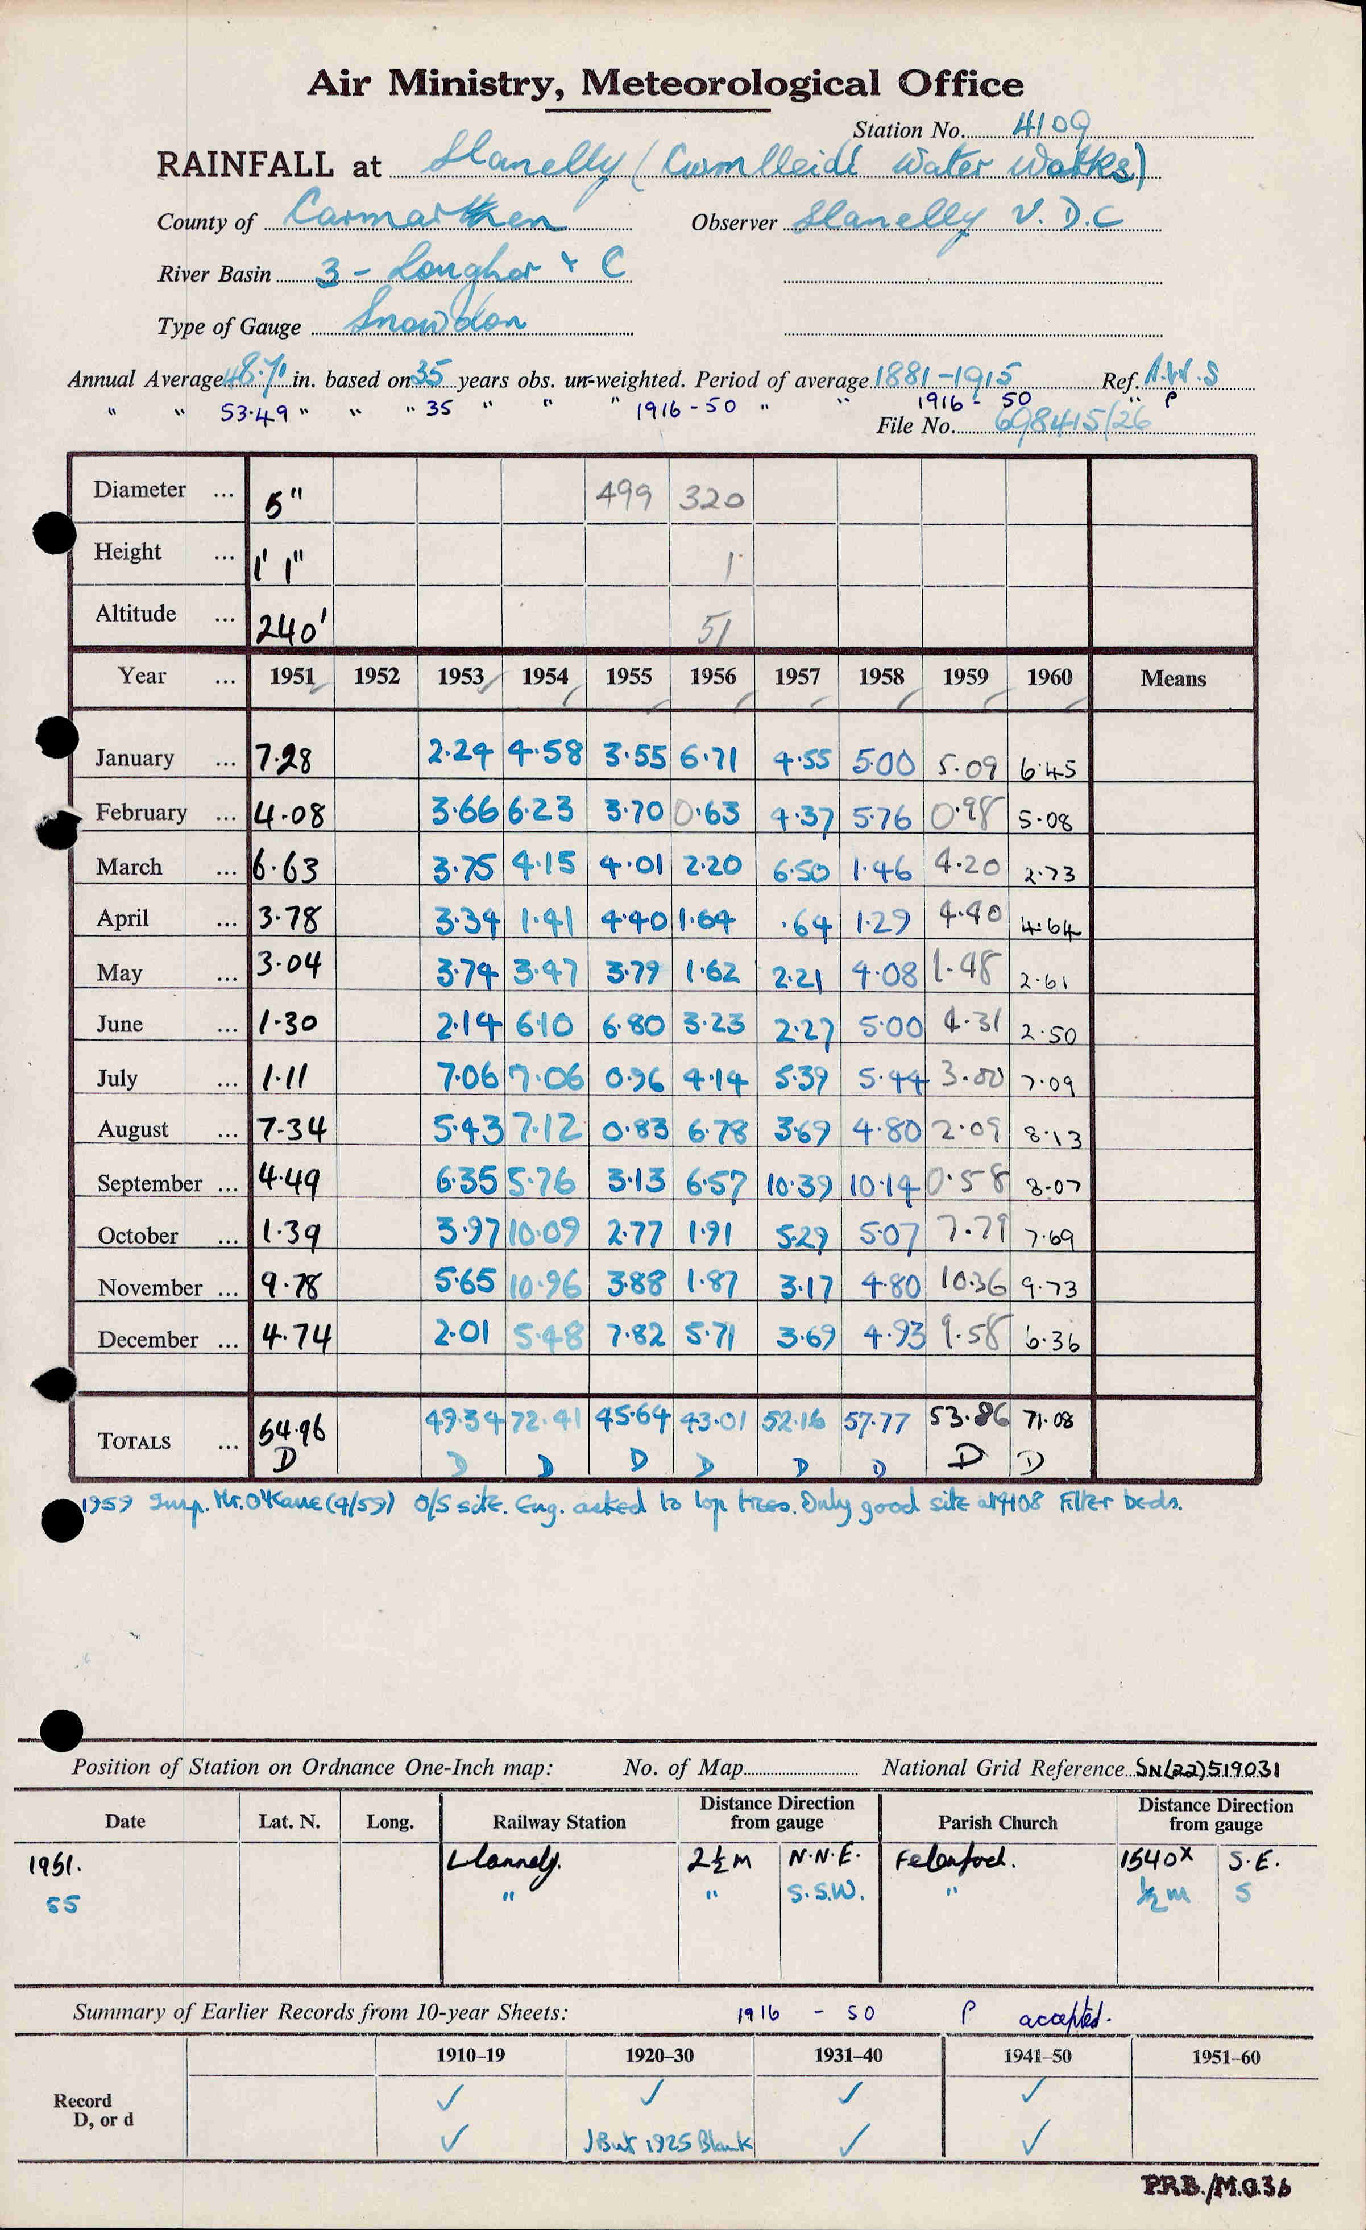 Air Ministry, Meteorological Office
Station No. 4109
RAINFALL at Llanelly (Cwmlleidi Water Works)
County of Carmarthen Observer Llanelly U.D.C
River Basin 3 - Loughor + C
Type of Gauge Snowdon
Annual Average 48.71 in. based on 35 years obs. un-weighted. Period of average 1881-1915 Ref. A.W.S
" " 53.49 " " " 35 " " " 1916-50 " " 1916-50 " P
File No. 698415/26
Diameter ... 5" 499 320
Height ... 1' 1" 1
Altitude ... 240' 51
Year ... 1951 1952 1953 1954 1955 1956 1957 1958 1959 1960 Means
January ... 7.28 2.24 4.58 3.55 6.71 4.55 5.00 5.09 6.45
February ... 4.08 3.66 6.23 3.70 0.63 4.37 5.76 0.98 5.08
March ... 6.63 3.75 4.15 4.01 2.20 6.50 1.46 4.20 2.73
April ... 3.78 3.34 1.41 4.40 1.64 .64 1.29 4.40 4.64
May ... 3.04 3.74 3.47 3.79 1.62 2.21 4.08 1.48 2.61
June ... 1.30 2.14 6.10 6.80 3.23 2.27 5.00 4.31 2.50
July ... 1.11 7.06 7.06 0.96 4.14 5.39 5.44 3.00 7.09
August ... 7.34 5.43 7.12 0.83 6.78 3.69 4.80 2.09 8.13
September ... 4.49 6.35 5.76 3.13 6.57 10.39 10.14 0.58 8.07
October ... 1.39 3.97 10.09 2.77 1.91 5.29 5.07 7.79 7.69
November ... 9.78 5.65 10.96 3.88 1.87 3.17 4.80 10.36 9.73
December ... 4.74 2.01 5.48 7.82 5.71 3.69 4.93 9.58 6.36
TOTALS ... 54.96 49.34 72.41 45.64 43.01 52.16 57.77 53.86 71.08
D D D D D D D D D
1959 Insp. Mr. O'Kane (4/59) O/S site. Eng. asked to lop trees. Only good site at 4108 Filter beds.
Position of Station on Ordnance One-Inch map: No. of Map National Grid Reference SN(22)519031
Date Lat. N. Long. Railway Station Distance Direction from gauge Parish Church Distance Direction from gauge
1951. Llannely. 2½ m N.N.E. Felenfoel. 1540x S.E.
55 " " S.S.W. " ½ m S
Summary of Earlier Records from 10-year Sheets: 1916 - 50 P accepted.
1910–19 1920–30 1931–40 1941–50 1951–60
Record ✓ ✓ ✓ ✓
D, or d ✓ ✓ But 1925 Blank ✓ ✓
P.R.B./M.O.36